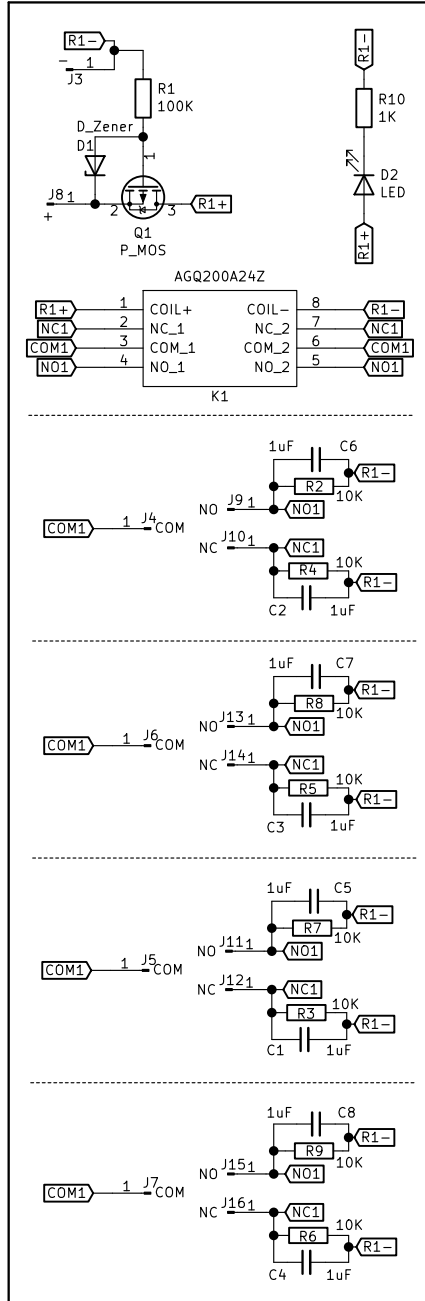 R1-
R1-
- 1
J3
R1
100K
R10
1K
D_Zener
D1
1
D2
LED
J8 1
+
2
3
R1+
Q1
P_MOS
R1+
AGQ200A24Z
R1+ 1 COIL+ COIL- 8 R1-
NC1 2 NC_1 NC_2 7 NC1
COM1 3 COM_1 COM_2 6 COM1
NO1 4 NO_1 NO_2 5 NO1
K1
1uF C6
R1-
R2
10K
NO J9 1 NO1
COM1 1 J4 COM
NC J10 1 NC1
10K
R4
R1-
C2 1uF
1uF C7
R1-
R8
10K
NO J13 1 NO1
COM1 1 J6 COM
NC J14 1 NC1
10K
R5
R1-
C3 1uF
1uF C5
R1-
R7
10K
NO J11 1 NO1
COM1 1 J5 COM
NC J12 1 NC1
10K
R3
R1-
C1 1uF
1uF C8
R1-
R9
10K
NO J15 1 NO1
COM1 1 J7 COM
NC J16 1 NC1
10K
R6
R1-
C4 1uF